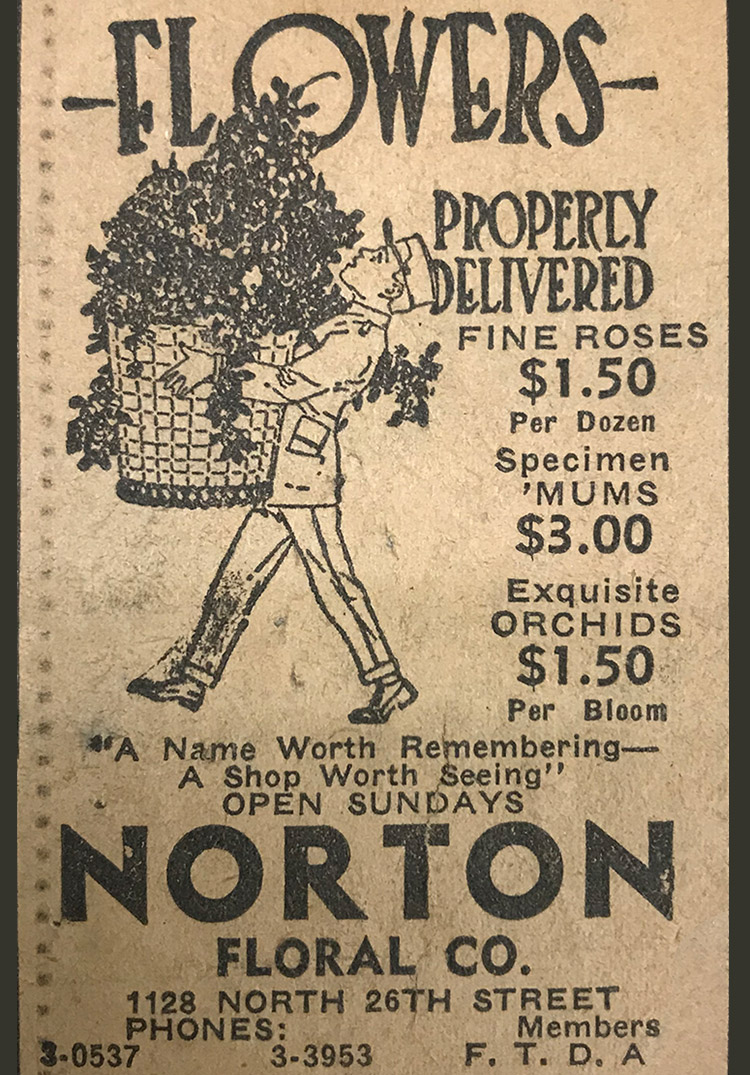 FLOWERS
PROPERLY
DELIVERED
FINE ROSES
$1.50
Per Dozen
Specimen
'MUMS
$3.00
Exquisite
ORCHIDS
$1.50
Per Bloom
"A Name Worth Remembering—
A Shop Worth Seeing"
OPEN SUNDAYS
NORTON
FLORAL CO.
1128 NORTH 26TH STREET
PHONES: Members
3-0537 3-3953 F. T. D. A